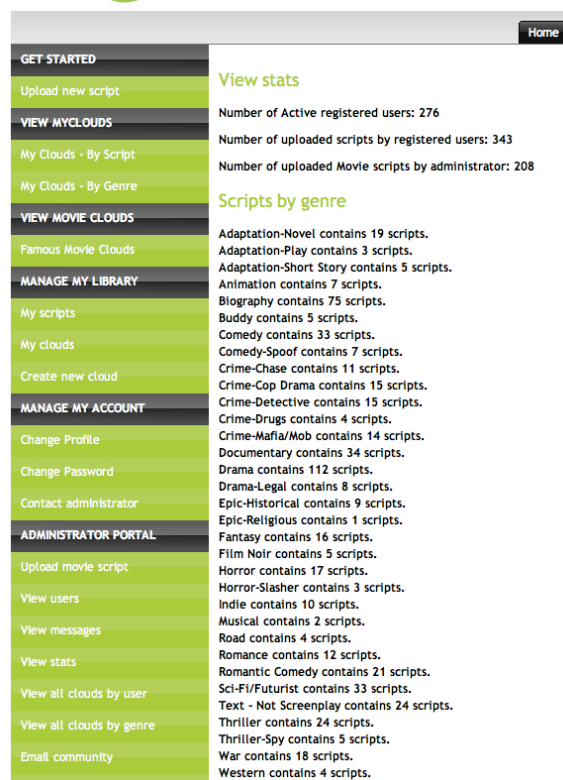 Home
GET STARTED
Upload new script
VIEW MYCLOUDS
My Clouds - By Script
My Clouds - By Genre
VIEW MOVIE CLOUDS
Famous Movie Clouds
MANAGE MY LIBRARY
My scripts
My clouds
Create new cloud
MANAGE MY ACCOUNT
Change Profile
Change Password
Contact administrator
ADMINISTRATOR PORTAL
Upload movie script
View users
View messages
View stats
View all clouds by user
View all clouds by genre
Email community
View stats
Number of Active registered users: 276
Number of uploaded scripts by registered users: 343
Number of uploaded Movie scripts by administrator: 208
Scripts by genre
Adaptation-Novel contains 19 scripts.
Adaptation-Play contains 3 scripts.
Adaptation-Short Story contains 5 scripts.
Animation contains 7 scripts.
Biography contains 75 scripts.
Buddy contains 5 scripts.
Comedy contains 33 scripts.
Comedy-Spoof contains 7 scripts.
Crime-Chase contains 11 scripts.
Crime-Cop Drama contains 15 scripts.
Crime-Detective contains 15 scripts.
Crime-Drugs contains 4 scripts.
Crime-Mafia/Mob contains 14 scripts.
Documentary contains 34 scripts.
Drama contains 112 scripts.
Drama-Legal contains 8 scripts.
Epic-Historical contains 9 scripts.
Epic-Religious contains 1 scripts.
Fantasy contains 16 scripts.
Film Noir contains 5 scripts.
Horror contains 17 scripts.
Horror-Slasher contains 3 scripts.
Indie contains 10 scripts.
Musical contains 2 scripts.
Road contains 4 scripts.
Romance contains 12 scripts.
Romantic Comedy contains 21 scripts.
Sci-Fi/Futurist contains 33 scripts.
Text - Not Screenplay contains 24 scripts.
Thriller contains 24 scripts.
Thriller-Spy contains 5 scripts.
War contains 18 scripts.
Western contains 4 scripts.